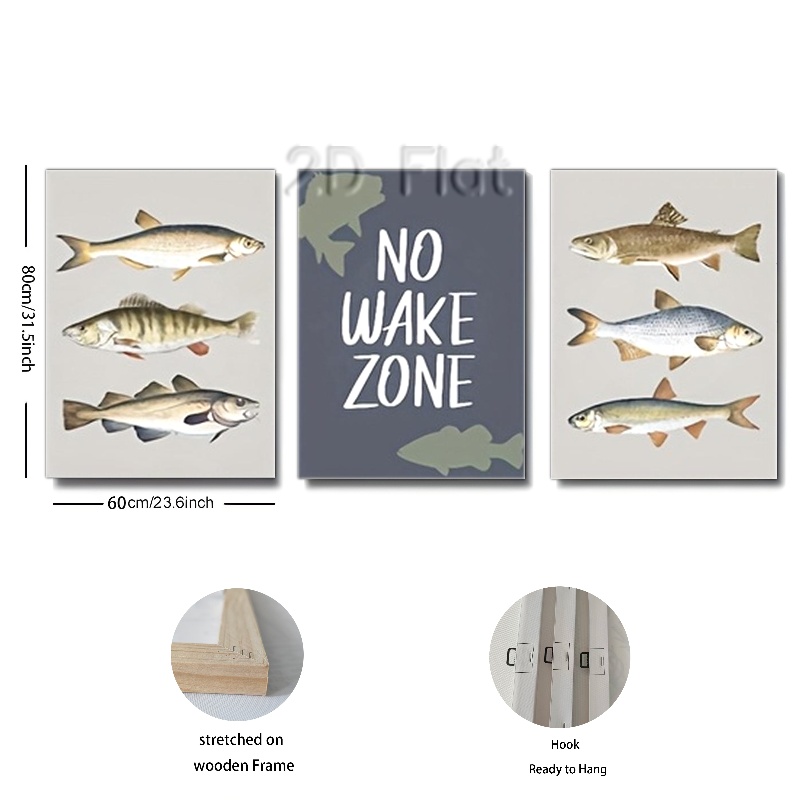 2D Flat
NO
WAKE
ZONE
80cm/31.5inch
60cm/23.6inch
stretched on
wooden Frame
Hook
Ready to Hang